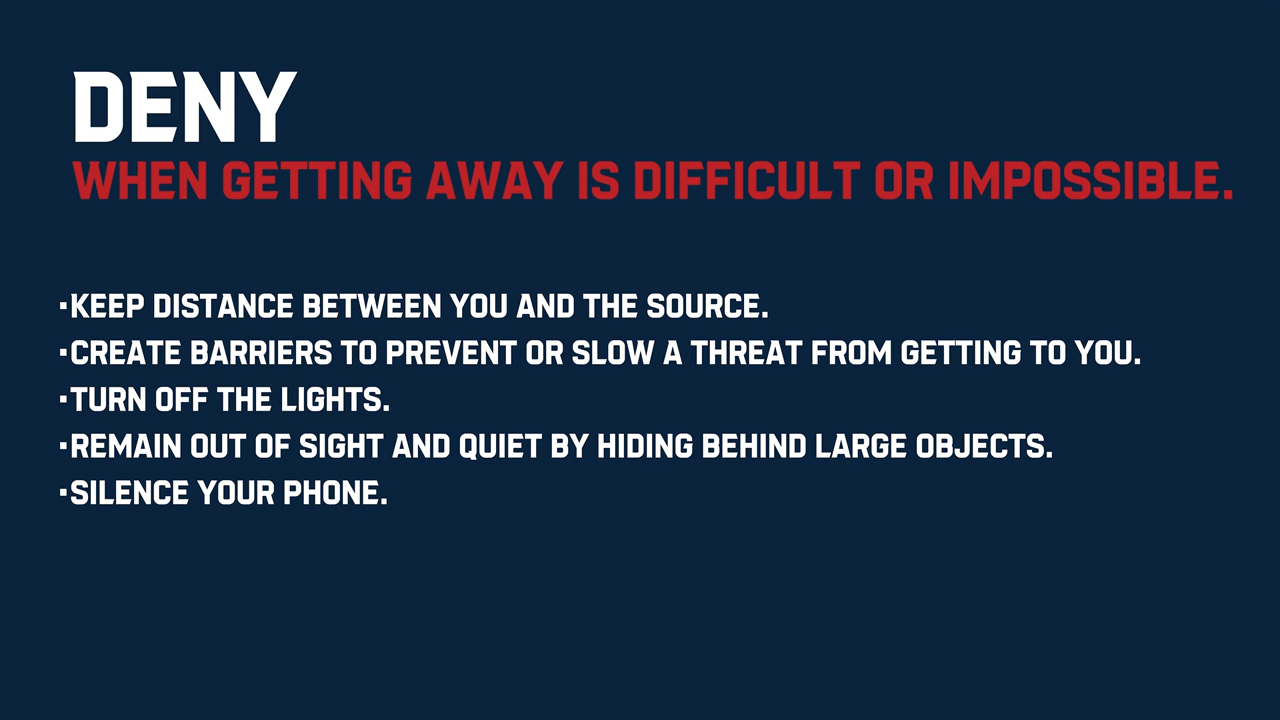 DENY
WHEN GETTING AWAY IS DIFFICULT OR IMPOSSIBLE.
·KEEP DISTANCE BETWEEN YOU AND THE SOURCE.
·CREATE BARRIERS TO PREVENT OR SLOW A THREAT FROM GETTING TO YOU.
·TURN OFF THE LIGHTS.
·REMAIN OUT OF SIGHT AND QUIET BY HIDING BEHIND LARGE OBJECTS.
·SILENCE YOUR PHONE.